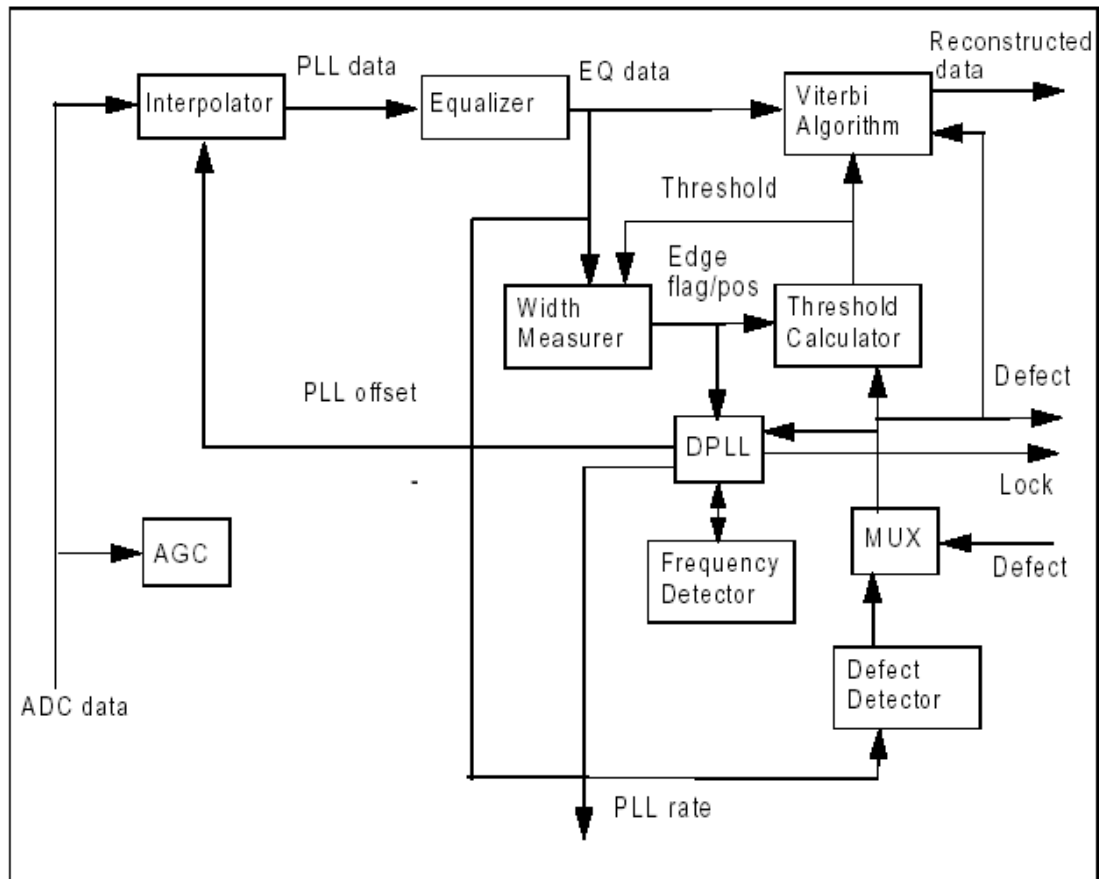 Reconstructed
data
PLL data
EQ data
Interpolator
Equalizer
Viterbi
Algorithm
Threshold
Edge
flag/pos
Width
Measurer
Threshold
Calculator
PLL offset
Defect
DPLL
Lock
-
AGC
MUX
Frequency
Detector
Defect
Defect
Detector
ADC data
PLL rate